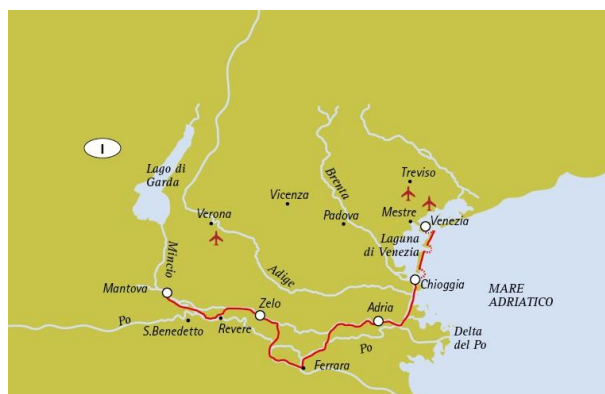 I
Lago di
Garda
Treviso
Brenta
Vicenza
Verona
Padova
Mestre
Venezia
Laguna
di Venezia
Mincio
Adige
Chioggia
Mantova
MARE
ADRIATICO
Zelo
Adria
Po
S.Benedetto
Revere
Po
Delta
del Po
Ferrara